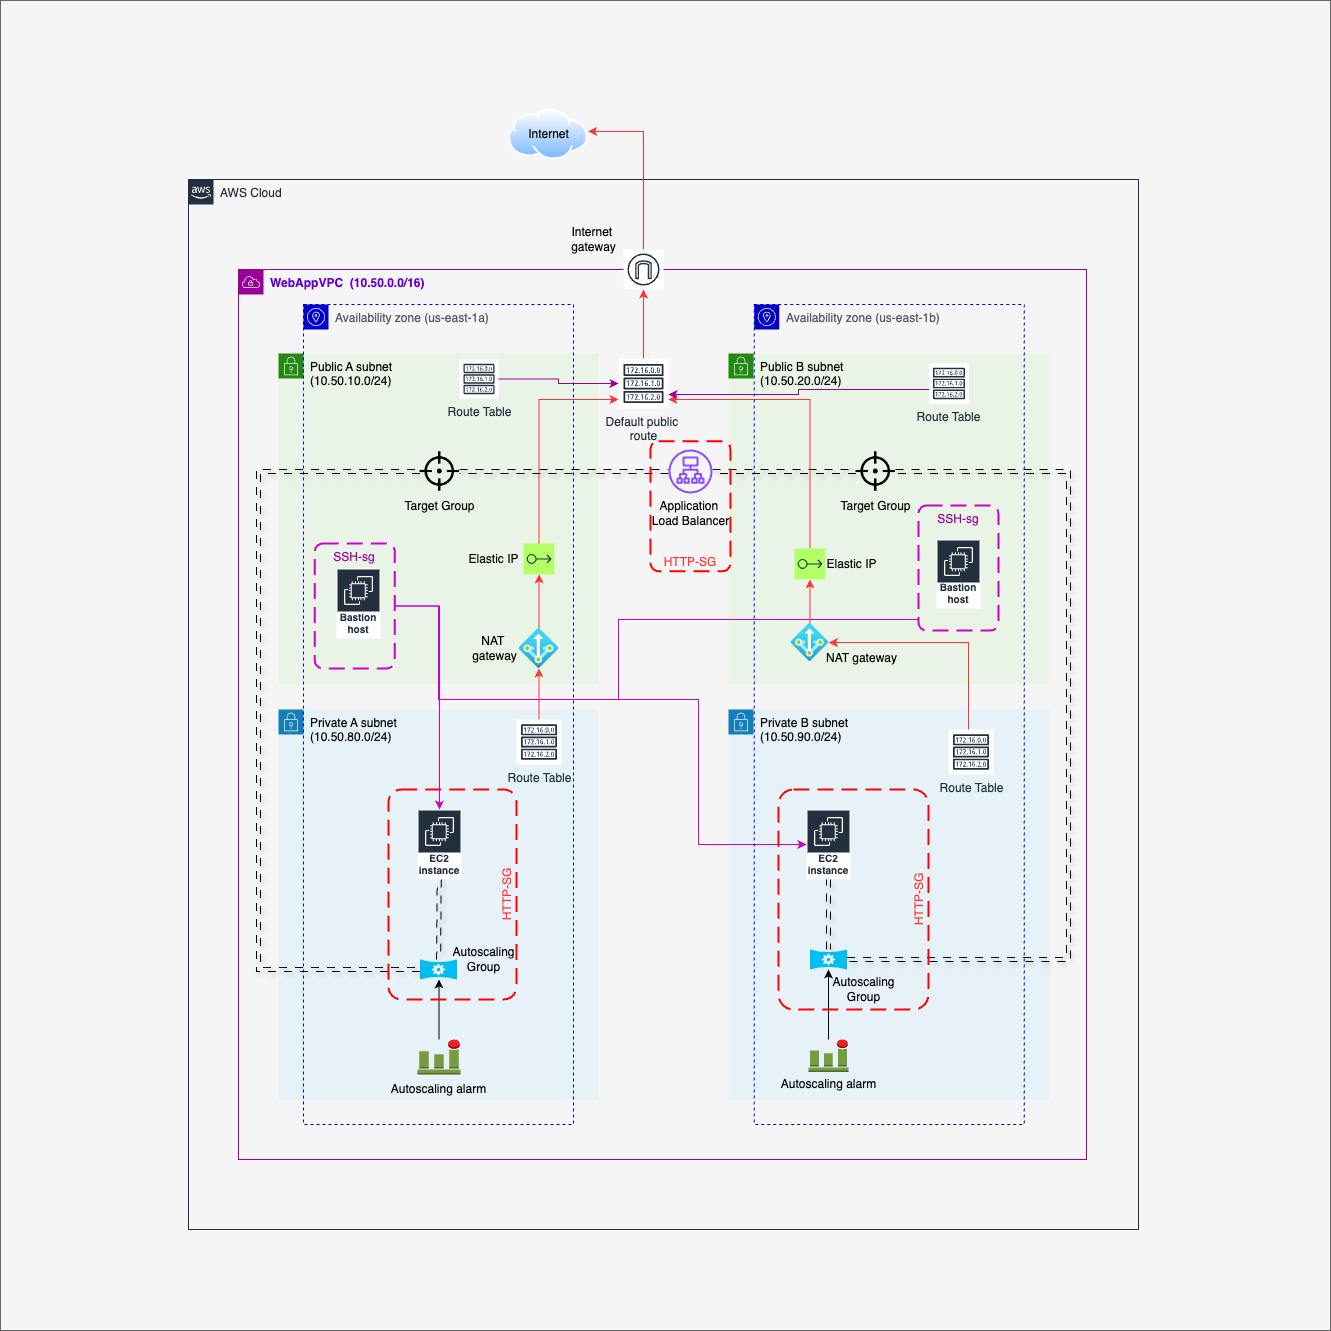 Internet
aws
AWS Cloud
Internet
gateway
WebAppVPC (10.50.0.0/16)
Availability zone (us-east-1a)
Availability zone (us-east-1b)
Public A subnet
(10.50.10.0/24)
172.16.0.0
172.16.1.0
172.16.2.0
Route Table
172.16.0.0
172.16.1.0
172.16.2.0
Default public
route
Public B subnet
(10.50.20.0/24)
172.16.0.0
172.16.1.0
172.16.2.0
Route Table
Target Group
Application
Load Balancer
HTTP-SG
Target Group
SSH-sg
Bastion
host
Elastic IP
NAT
gateway
Elastic IP
NAT gateway
SSH-sg
Bastion
host
Private A subnet
(10.50.80.0/24)
172.16.0.0
172.16.1.0
172.16.2.0
Route Table
Private B subnet
(10.50.90.0/24)
172.16.0.0
172.16.1.0
172.16.2.0
Route Table
EC2
instance
HTTP-SG
Autoscaling
Group
Autoscaling alarm
EC2
instance
HTTP-SG
Autoscaling
Group
Autoscaling alarm